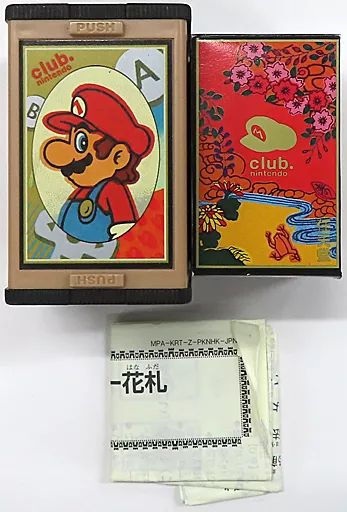 PUSH
club.
nintendo
A
B
M
PUSH
M
club.
nintendo
MPA-KRT-Z-PKNHK-JPN
はな ふだ
花札